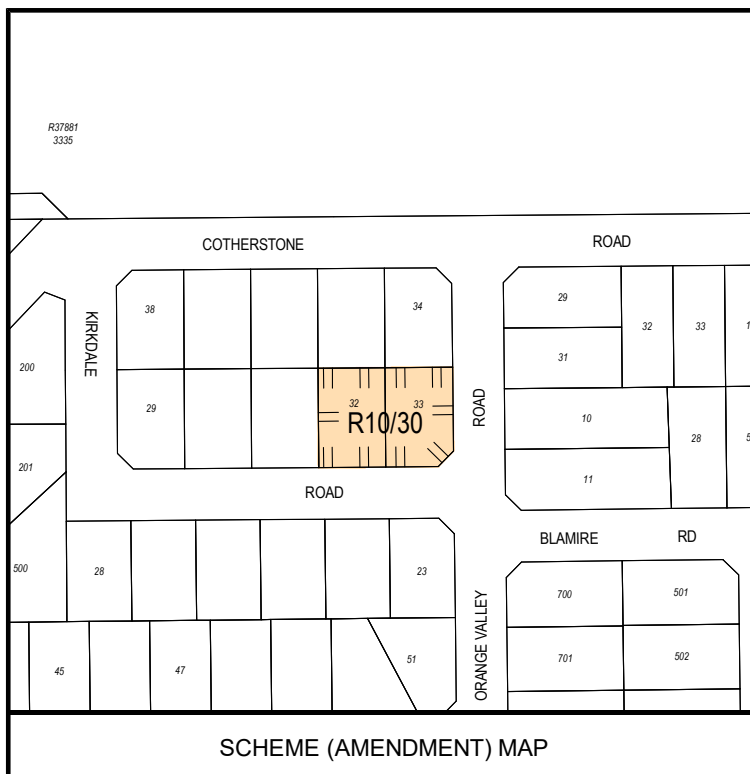 R37881
3335
COTHERSTONE ROAD
KIRKDALE
38
34
29
32
33
200
29
31
ROAD
32
33
R10/30
10
28
201
11
ROAD
BLAMIRE RD
500
28
23
700
501
ORANGE VALLEY
45
47
51
701
502
SCHEME (AMENDMENT) MAP